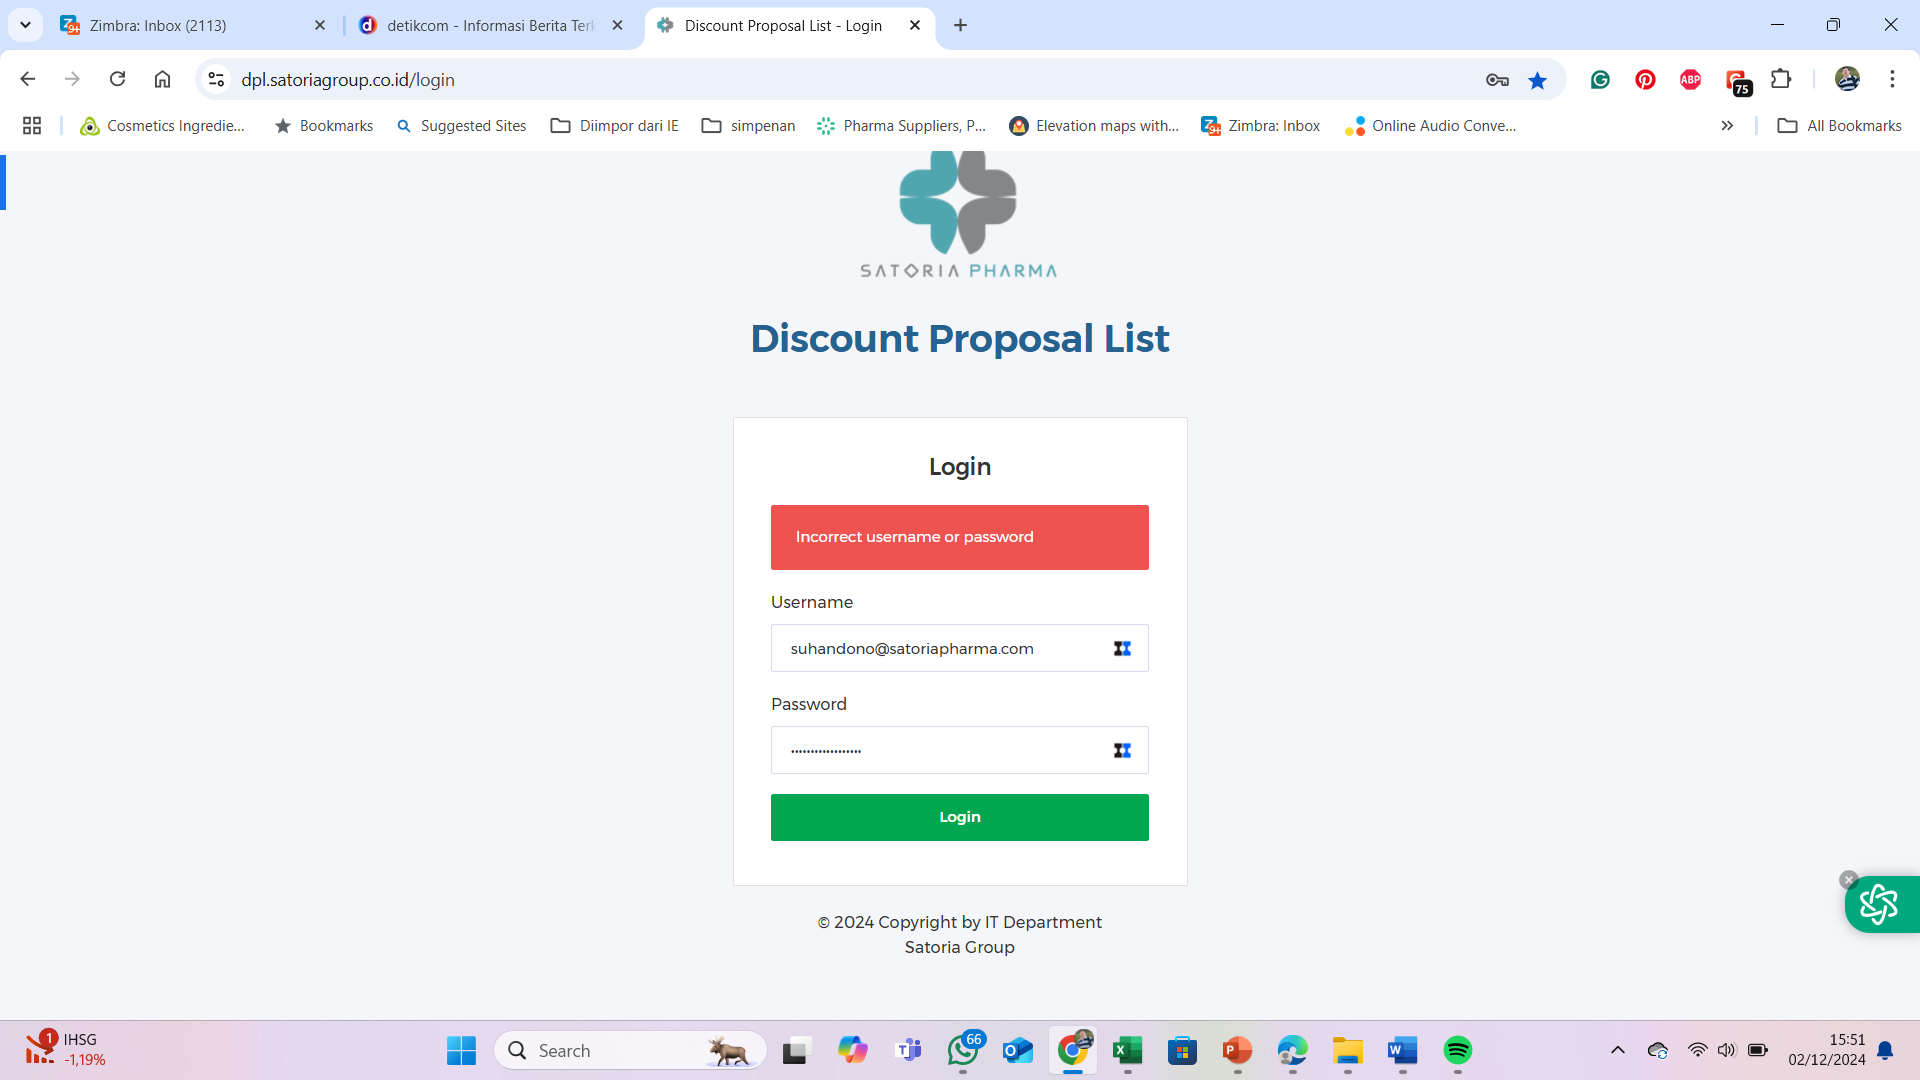 Zimbra: Inbox (2113)
detikcom - Informasi Berita Terk
Discount Proposal List - Login
dpl.satoriagroup.co.id/login
ABP
75
Cosmetics Ingredie...
Bookmarks
Suggested Sites
Diimpor dari IE
simpenan
Pharma Suppliers, P...
Elevation maps with...
Zimbra: Inbox
Online Audio Conve...
All Bookmarks
SATORIA PHARMA
Discount Proposal List
Login
Incorrect username or password
Username
suhandono@satoriapharma.com
Password
Login
© 2024 Copyright by IT Department
Satoria Group
1
IHSG
-1,19%
Search
66
15:51
02/12/2024